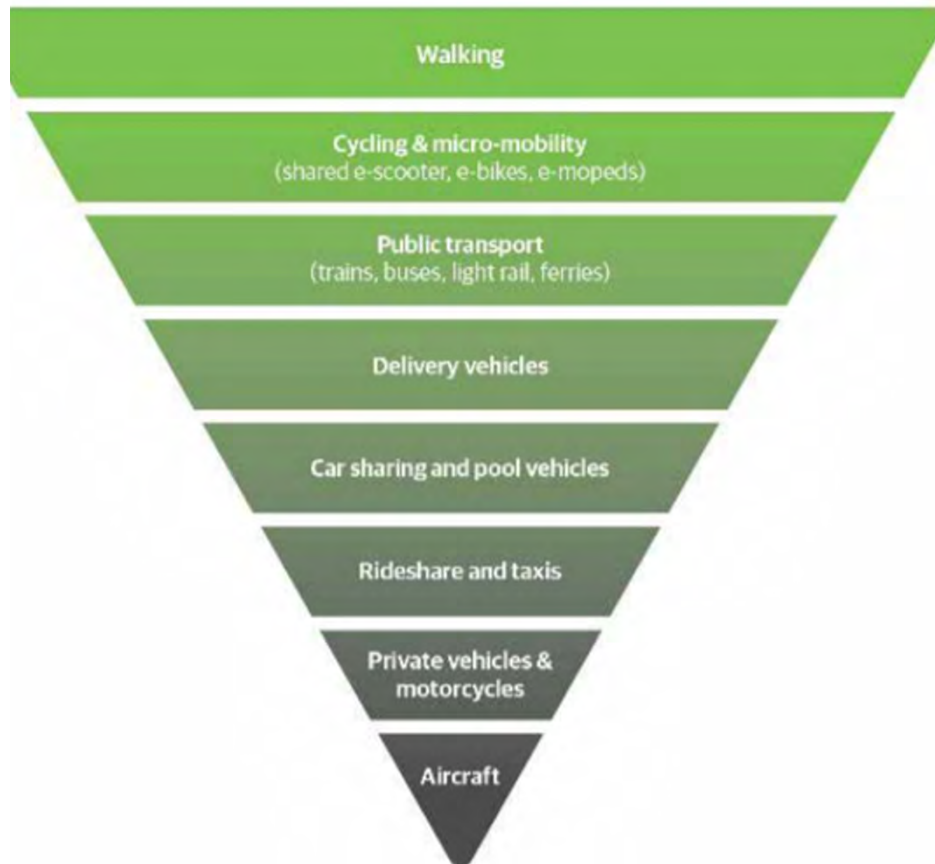 Walking
Cycling & micro-mobility
(shared e-scooter, e-bikes, e-mopeds)
Public transport
(trains, buses, light rail, ferries)
Delivery vehicles
Car sharing and pool vehicles
Rideshare and taxis
Private vehicles &
motorcycles
Aircraft